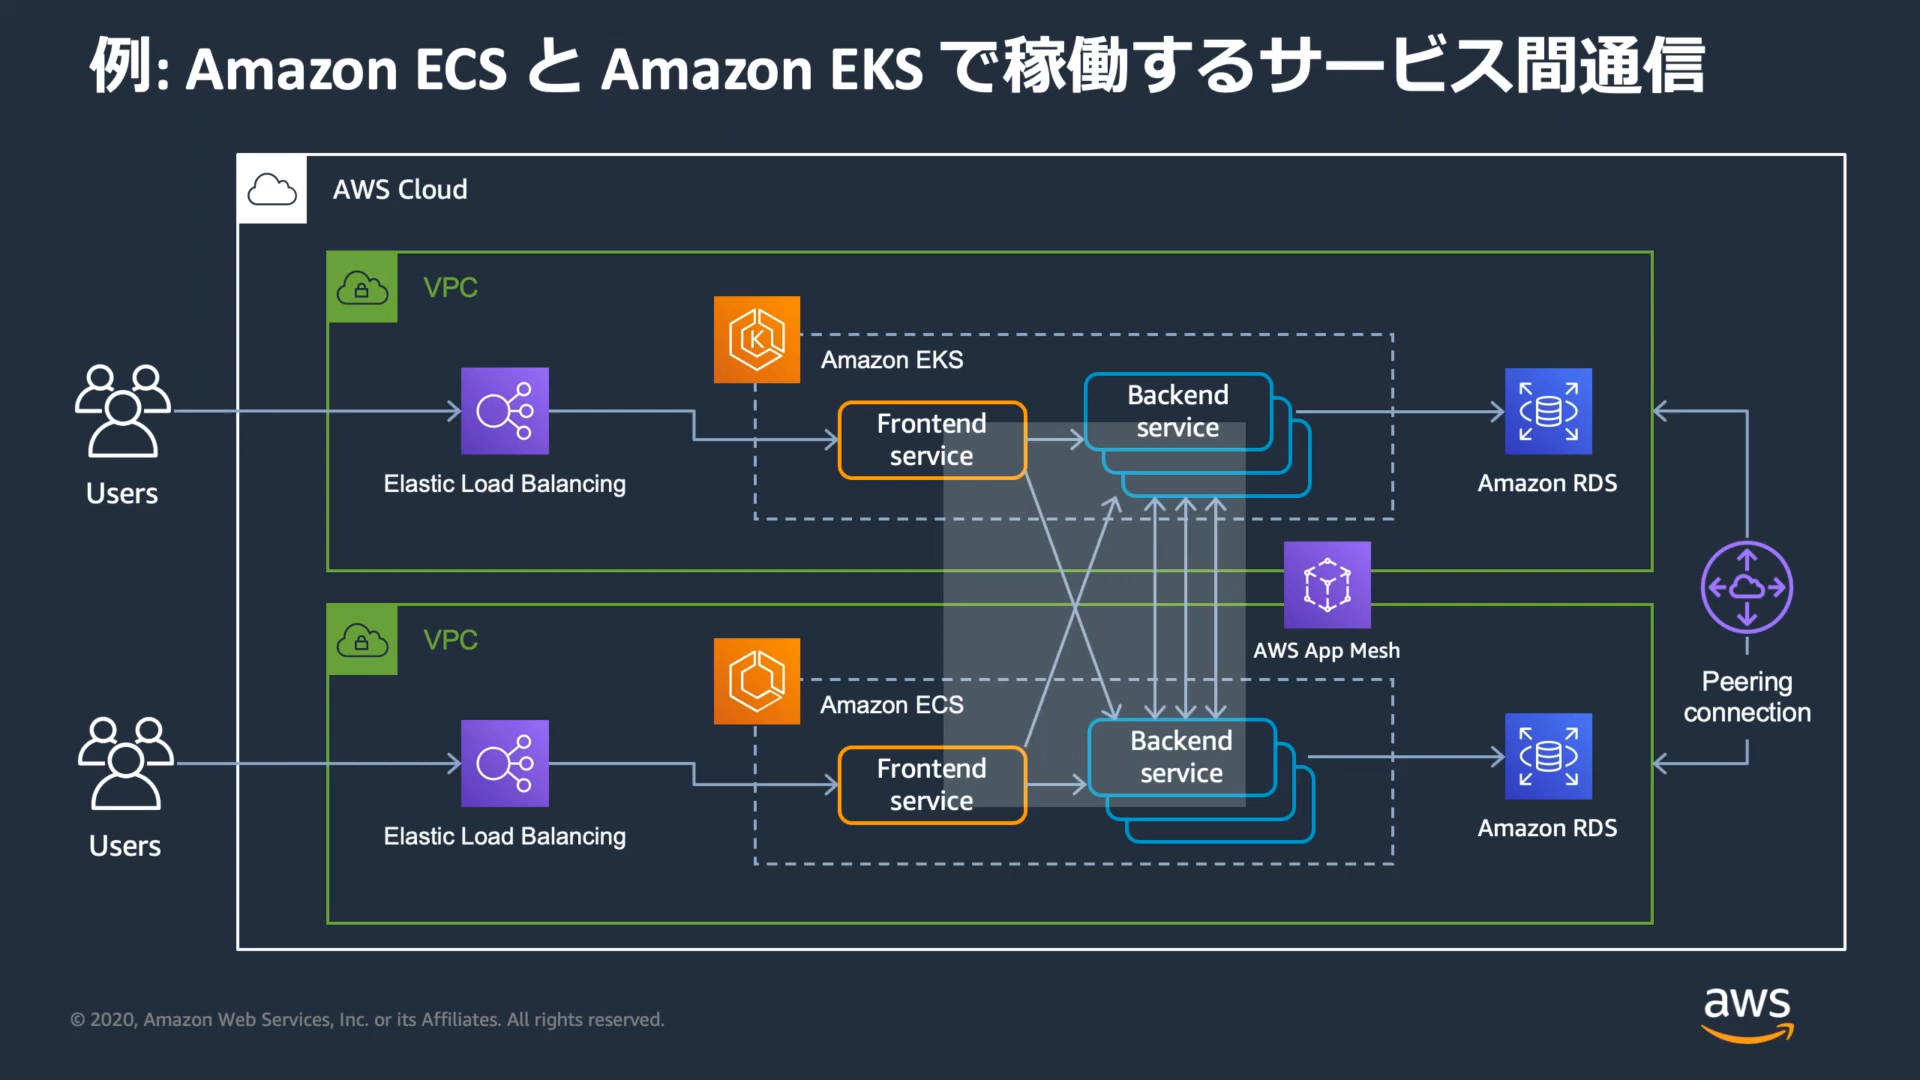 例: Amazon ECS と Amazon EKS で稼働するサービス間通信
AWS Cloud
VPC
Amazon EKS
Frontend
service
Backend
service
Users
Elastic Load Balancing
Amazon RDS
AWS App Mesh
Peering
connection
VPC
Amazon ECS
Frontend
service
Backend
service
Users
Elastic Load Balancing
Amazon RDS
© 2020, Amazon Web Services, Inc. or its Affiliates. All rights reserved.
aws